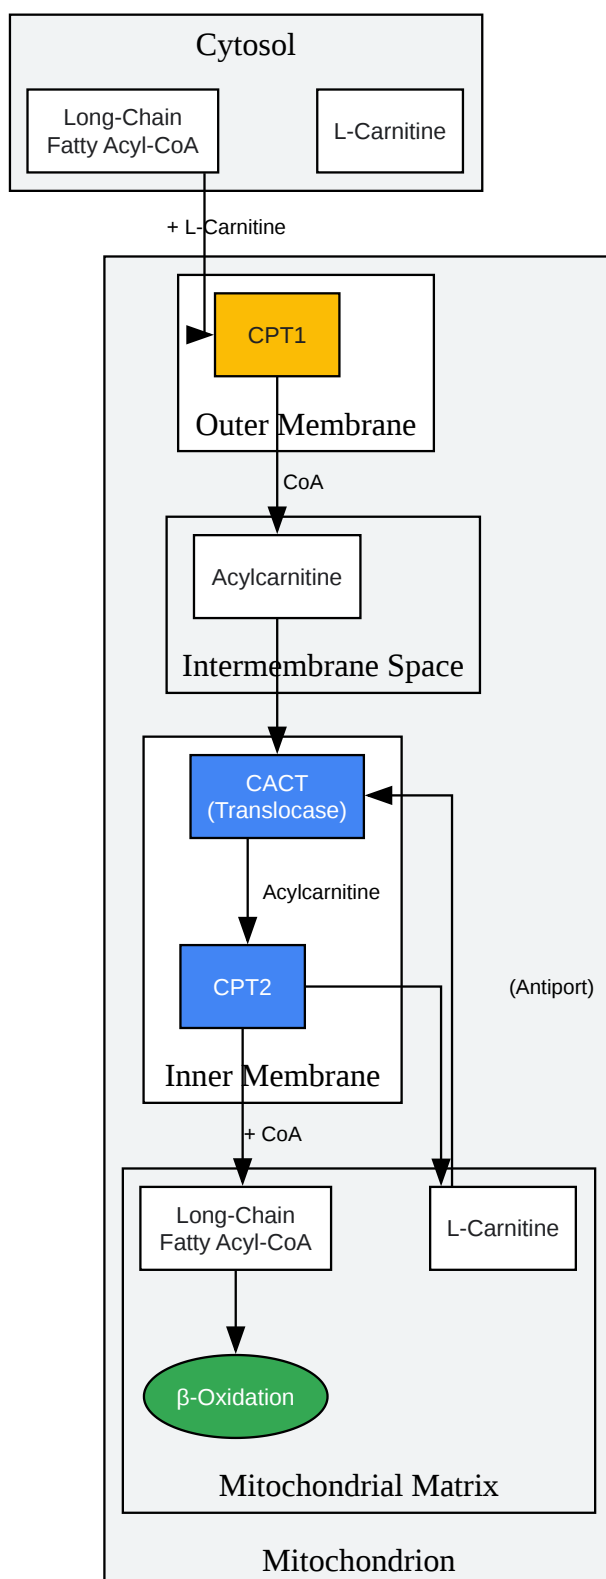 Cytosol
Long-Chain
Fatty Acyl-CoA
L-Carnitine
+ L-Carnitine
CPT1
Outer Membrane
CoA
Acylcarnitine
Intermembrane Space
CACT
(Translocase)
Acylcarnitine
CPT2
(Antiport)
Inner Membrane
+ CoA
Long-Chain
Fatty Acyl-CoA
L-Carnitine
β-Oxidation
Mitochondrial Matrix
Mitochondrion